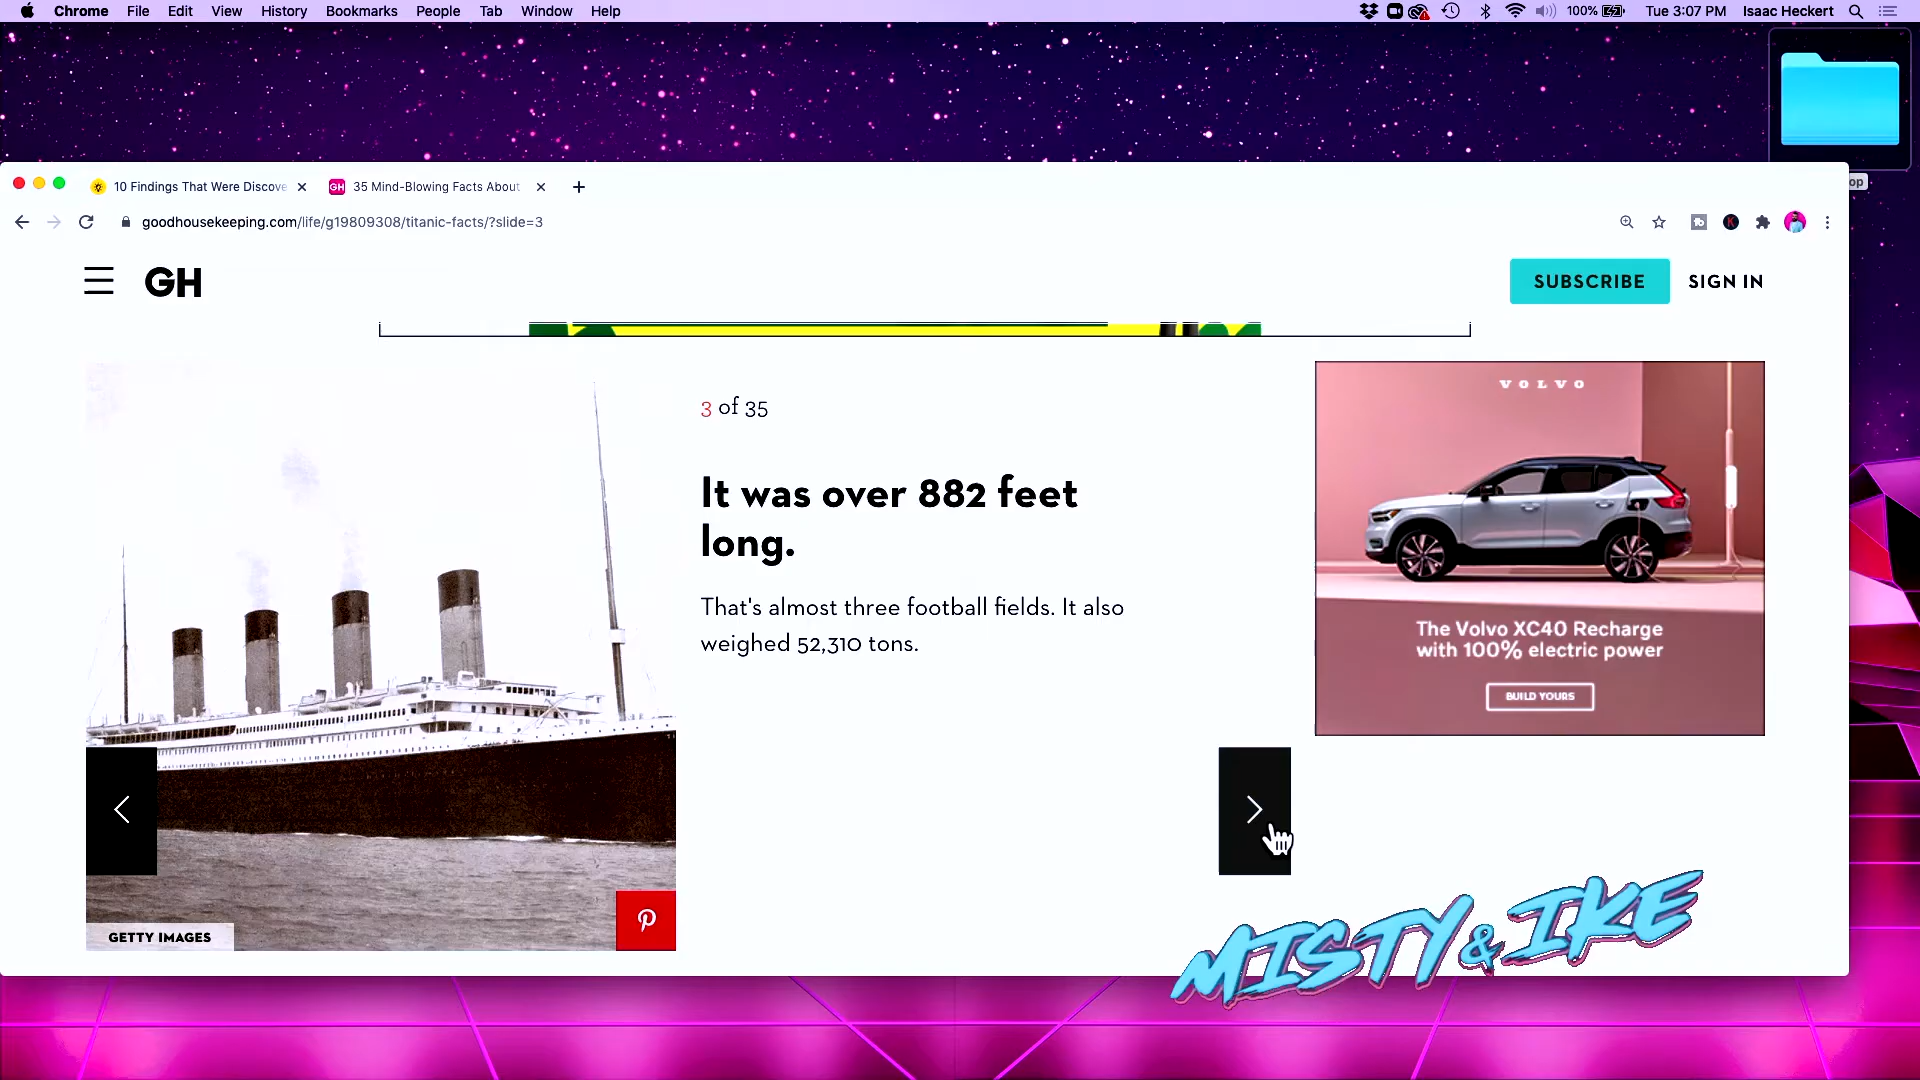 Chrome File Edit View History Bookmarks People Tab Window Help
100% Tue 3:07 PM Isaac Heckert
op
10 Findings That Were Discove
GH 35 Mind-Blowing Facts About
goodhousekeeping.com/life/g19809308/titanic-facts/?slide=3
GH
SUBSCRIBE SIGN IN
3 of 35
It was over 882 feet
long.
That's almost three football fields. It also
weighed 52,310 tons.
GETTY IMAGES
VOLVO
The Volvo XC40 Recharge
with 100% electric power
BUILD YOURS
MISTY & IKE